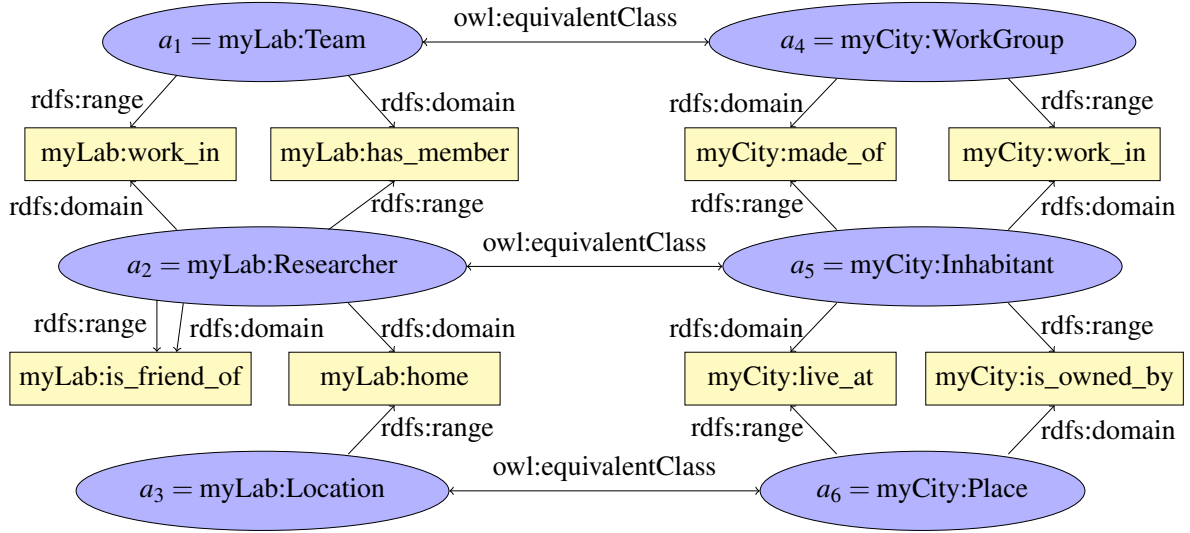 owl:equivalentClass
a₁ = myLab:Team
a₄ = myCity:WorkGroup
rdfs:range
rdfs:domain
rdfs:domain
rdfs:range
myLab:work_in
myLab:has_member
myCity:made_of
myCity:work_in
rdfs:domain
rdfs:range
rdfs:range
rdfs:domain
owl:equivalentClass
a₂ = myLab:Researcher
a₅ = myCity:Inhabitant
rdfs:range
rdfs:domain
rdfs:domain
rdfs:domain
rdfs:range
myLab:is_friend_of
myLab:home
myCity:live_at
myCity:is_owned_by
rdfs:range
rdfs:range
rdfs:domain
owl:equivalentClass
a₃ = myLab:Location
a₆ = myCity:Place